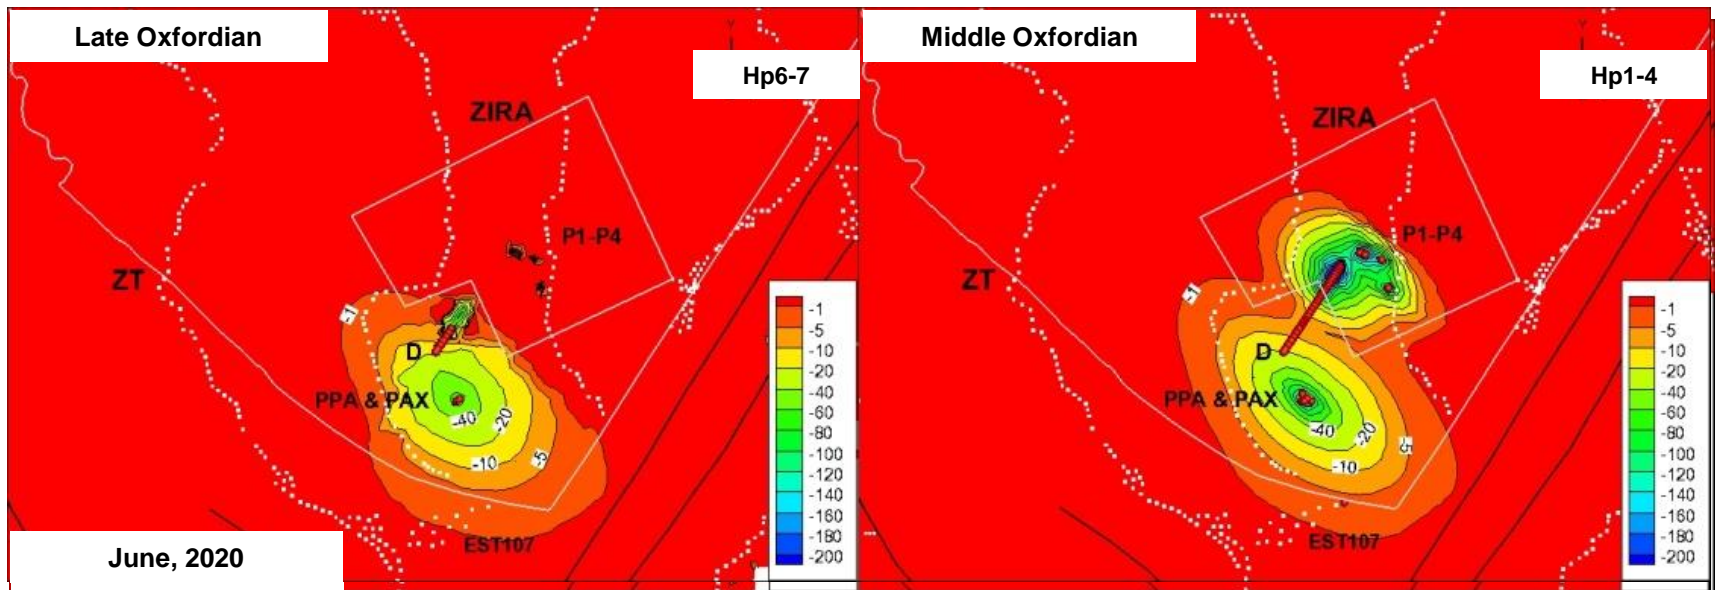 Late Oxfordian
Hp6-7
ZIRA
P1-P4
ZT
-1
D
PPA & PAX
-40
-20
-10
-5
EST107
June, 2020
-1
-5
-10
-20
-40
-60
-80
-100
-120
-140
-160
-180
-200
Middle Oxfordian
Hp1-4
ZIRA
P1-P4
ZT
-1
D
PPA & PAX
-40
-20
-10
-5
EST107
-1
-5
-10
-20
-40
-60
-80
-100
-120
-140
-160
-180
-200